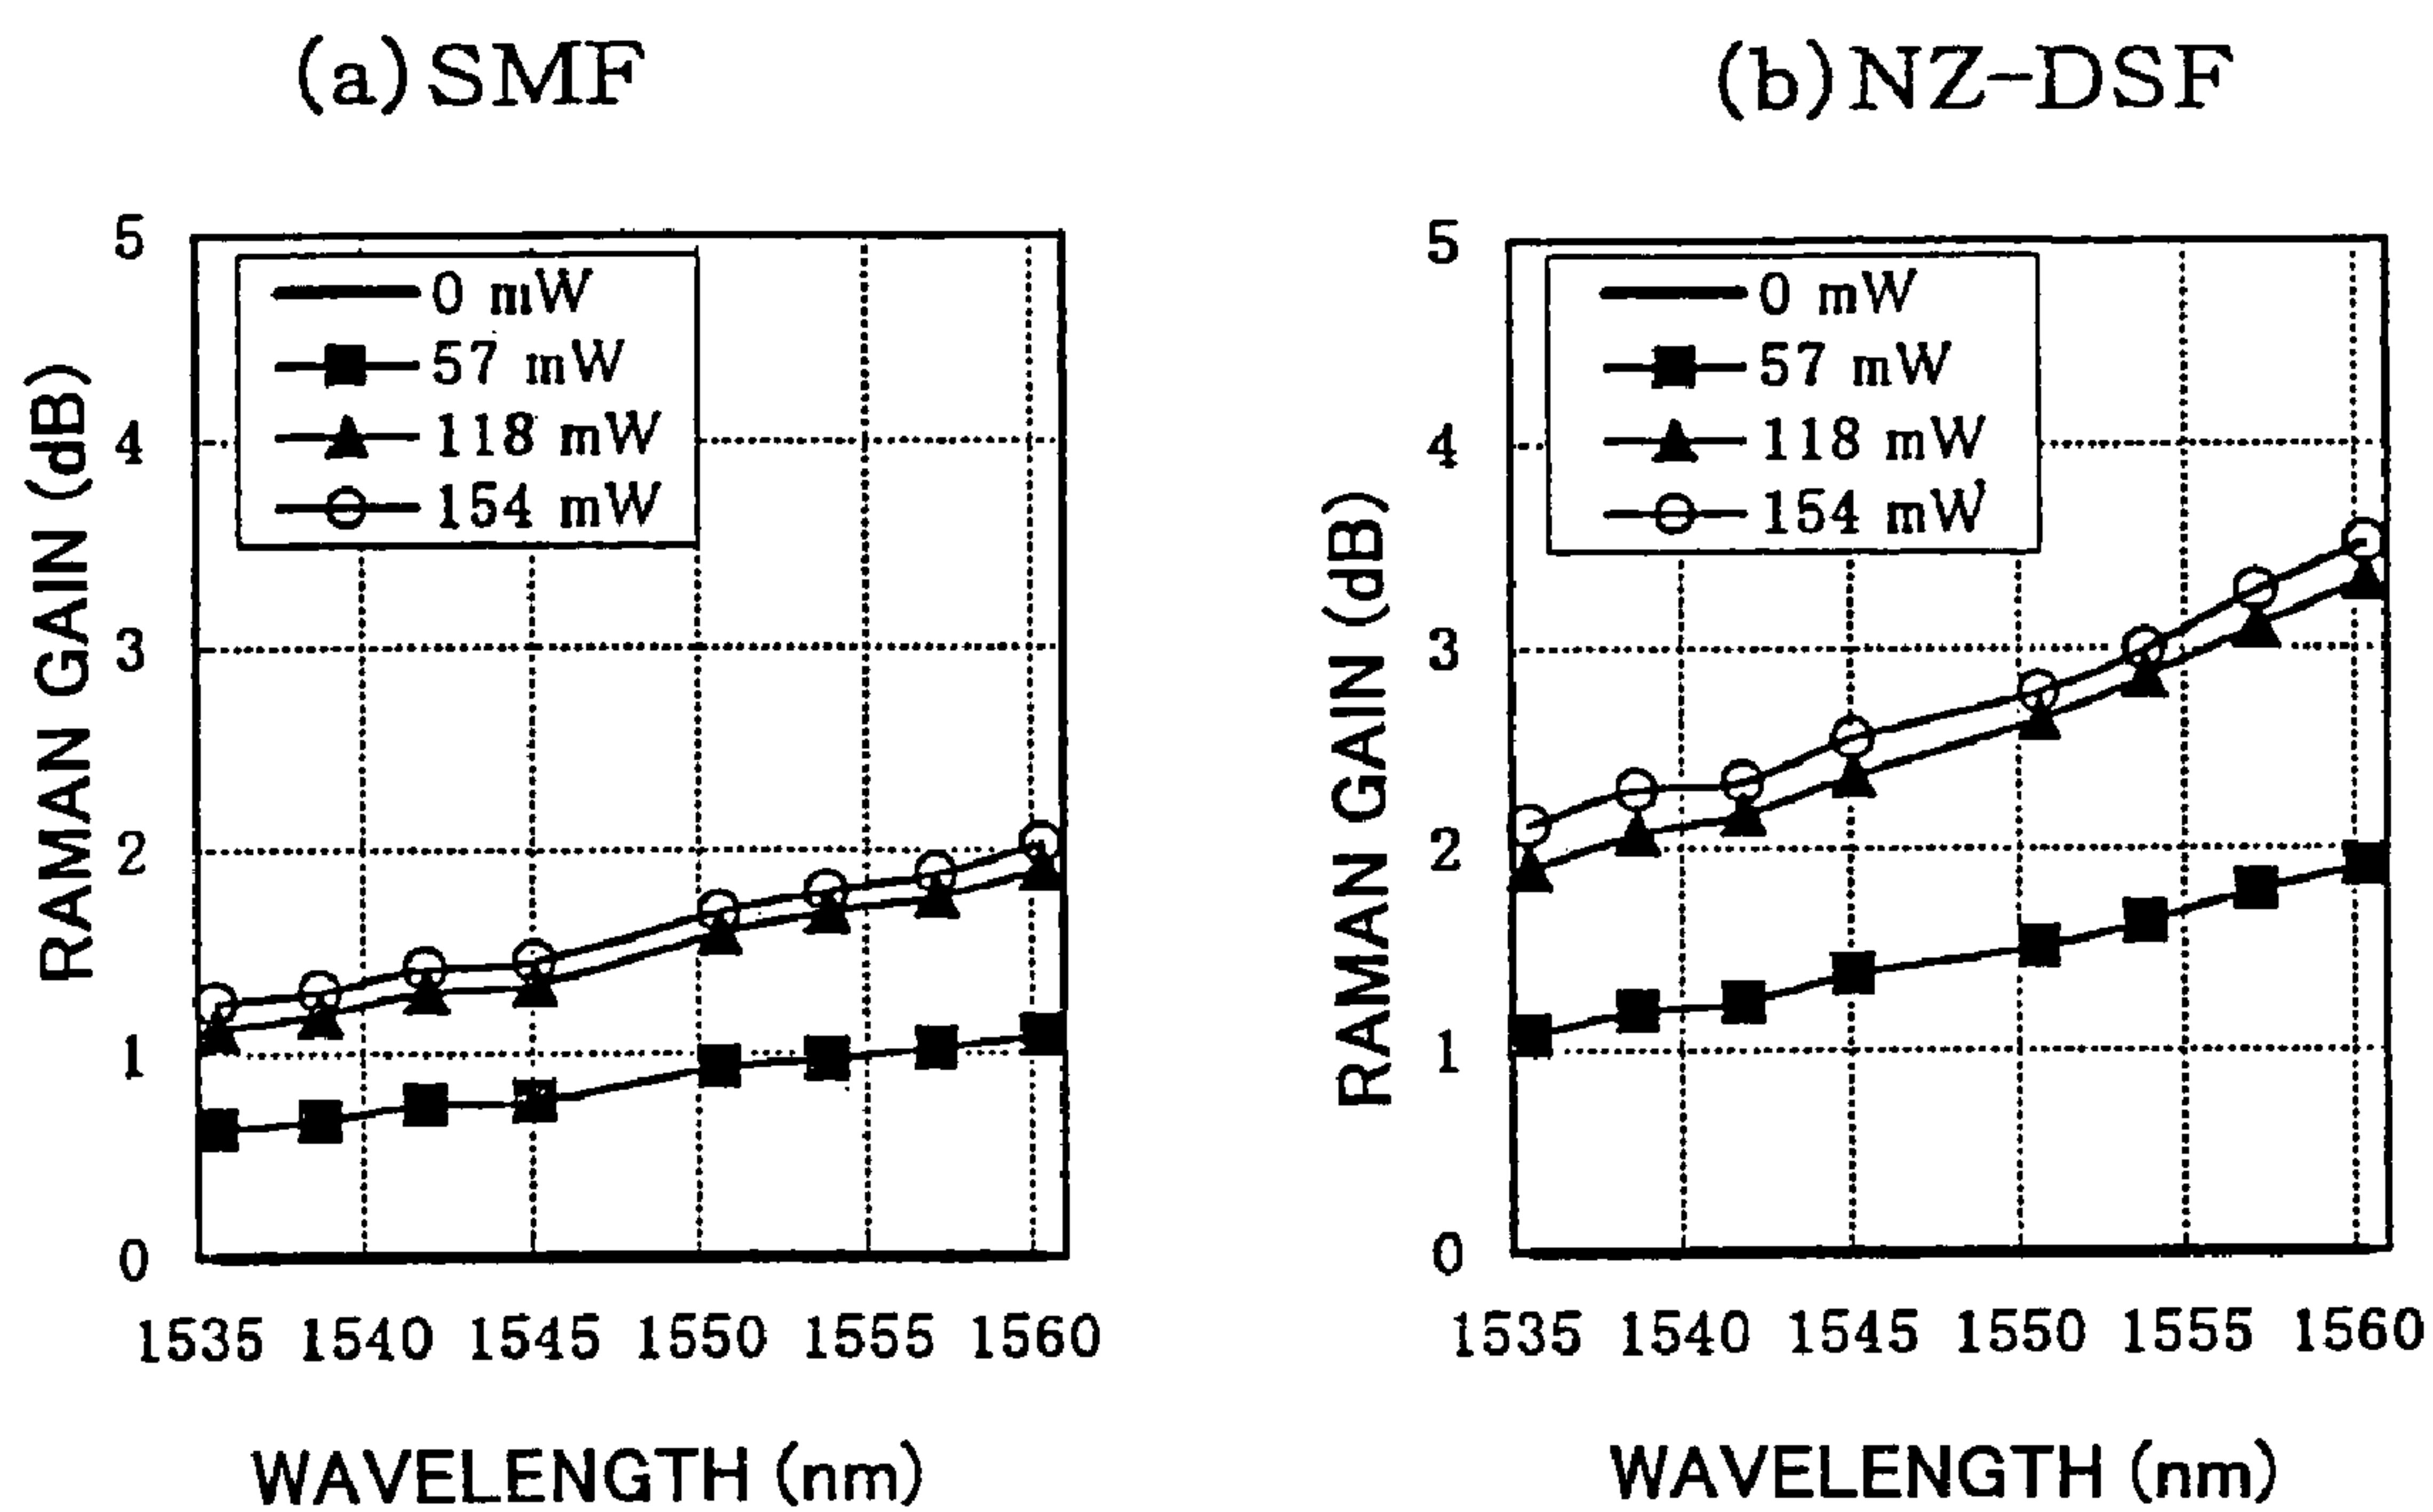 (a) SMF
RAMAN GAIN (dB)
5
4
3
2
1
0
0 mW
57 mW
118 mW
154 mW
1535 1540 1545 1550 1555 1560
WAVELENGTH (nm)
(b) NZ-DSF
RAMAN GAIN (dB)
5
4
3
2
1
0
0 mW
57 mW
118 mW
154 mW
1535 1540 1545 1550 1555 1560
WAVELENGTH (nm)